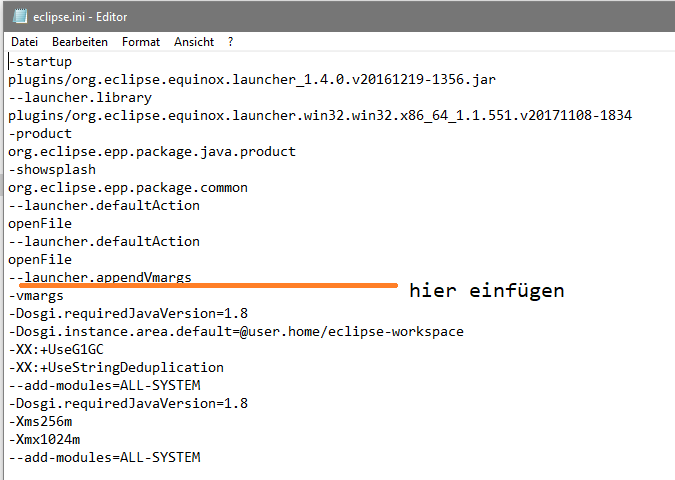 eclipse.ini - Editor
Datei Bearbeiten Format Ansicht ?
-startup
plugins/org.eclipse.equinox.launcher_1.4.0.v20161219-1356.jar
--launcher.library
plugins/org.eclipse.equinox.launcher.win32.win32.x86_64_1.1.551.v20171108-1834
-product
org.eclipse.epp.package.java.product
-showsplash
org.eclipse.epp.package.common
--launcher.defaultAction
openFile
--launcher.defaultAction
openFile
--launcher.appendVmargs
hier einfügen
-vmargs
-Dosgi.requiredJavaVersion=1.8
-Dosgi.instance.area.default=@user.home/eclipse-workspace
-XX:+UseG1GC
-XX:+UseStringDeduplication
--add-modules=ALL-SYSTEM
-Dosgi.requiredJavaVersion=1.8
-Xms256m
-Xmx1024m
--add-modules=ALL-SYSTEM